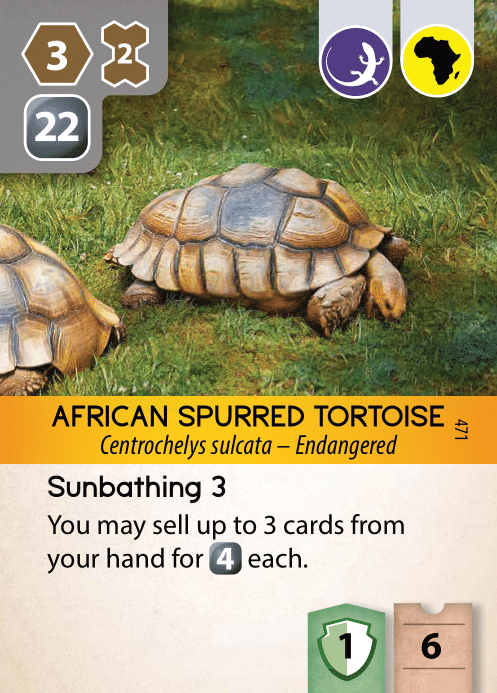 3
2
22
AFRICAN SPURRED TORTOISE
Centrochelys sulcata – Endangered
471
Sunbathing 3
You may sell up to 3 cards from
your hand for 4 each.
1
6